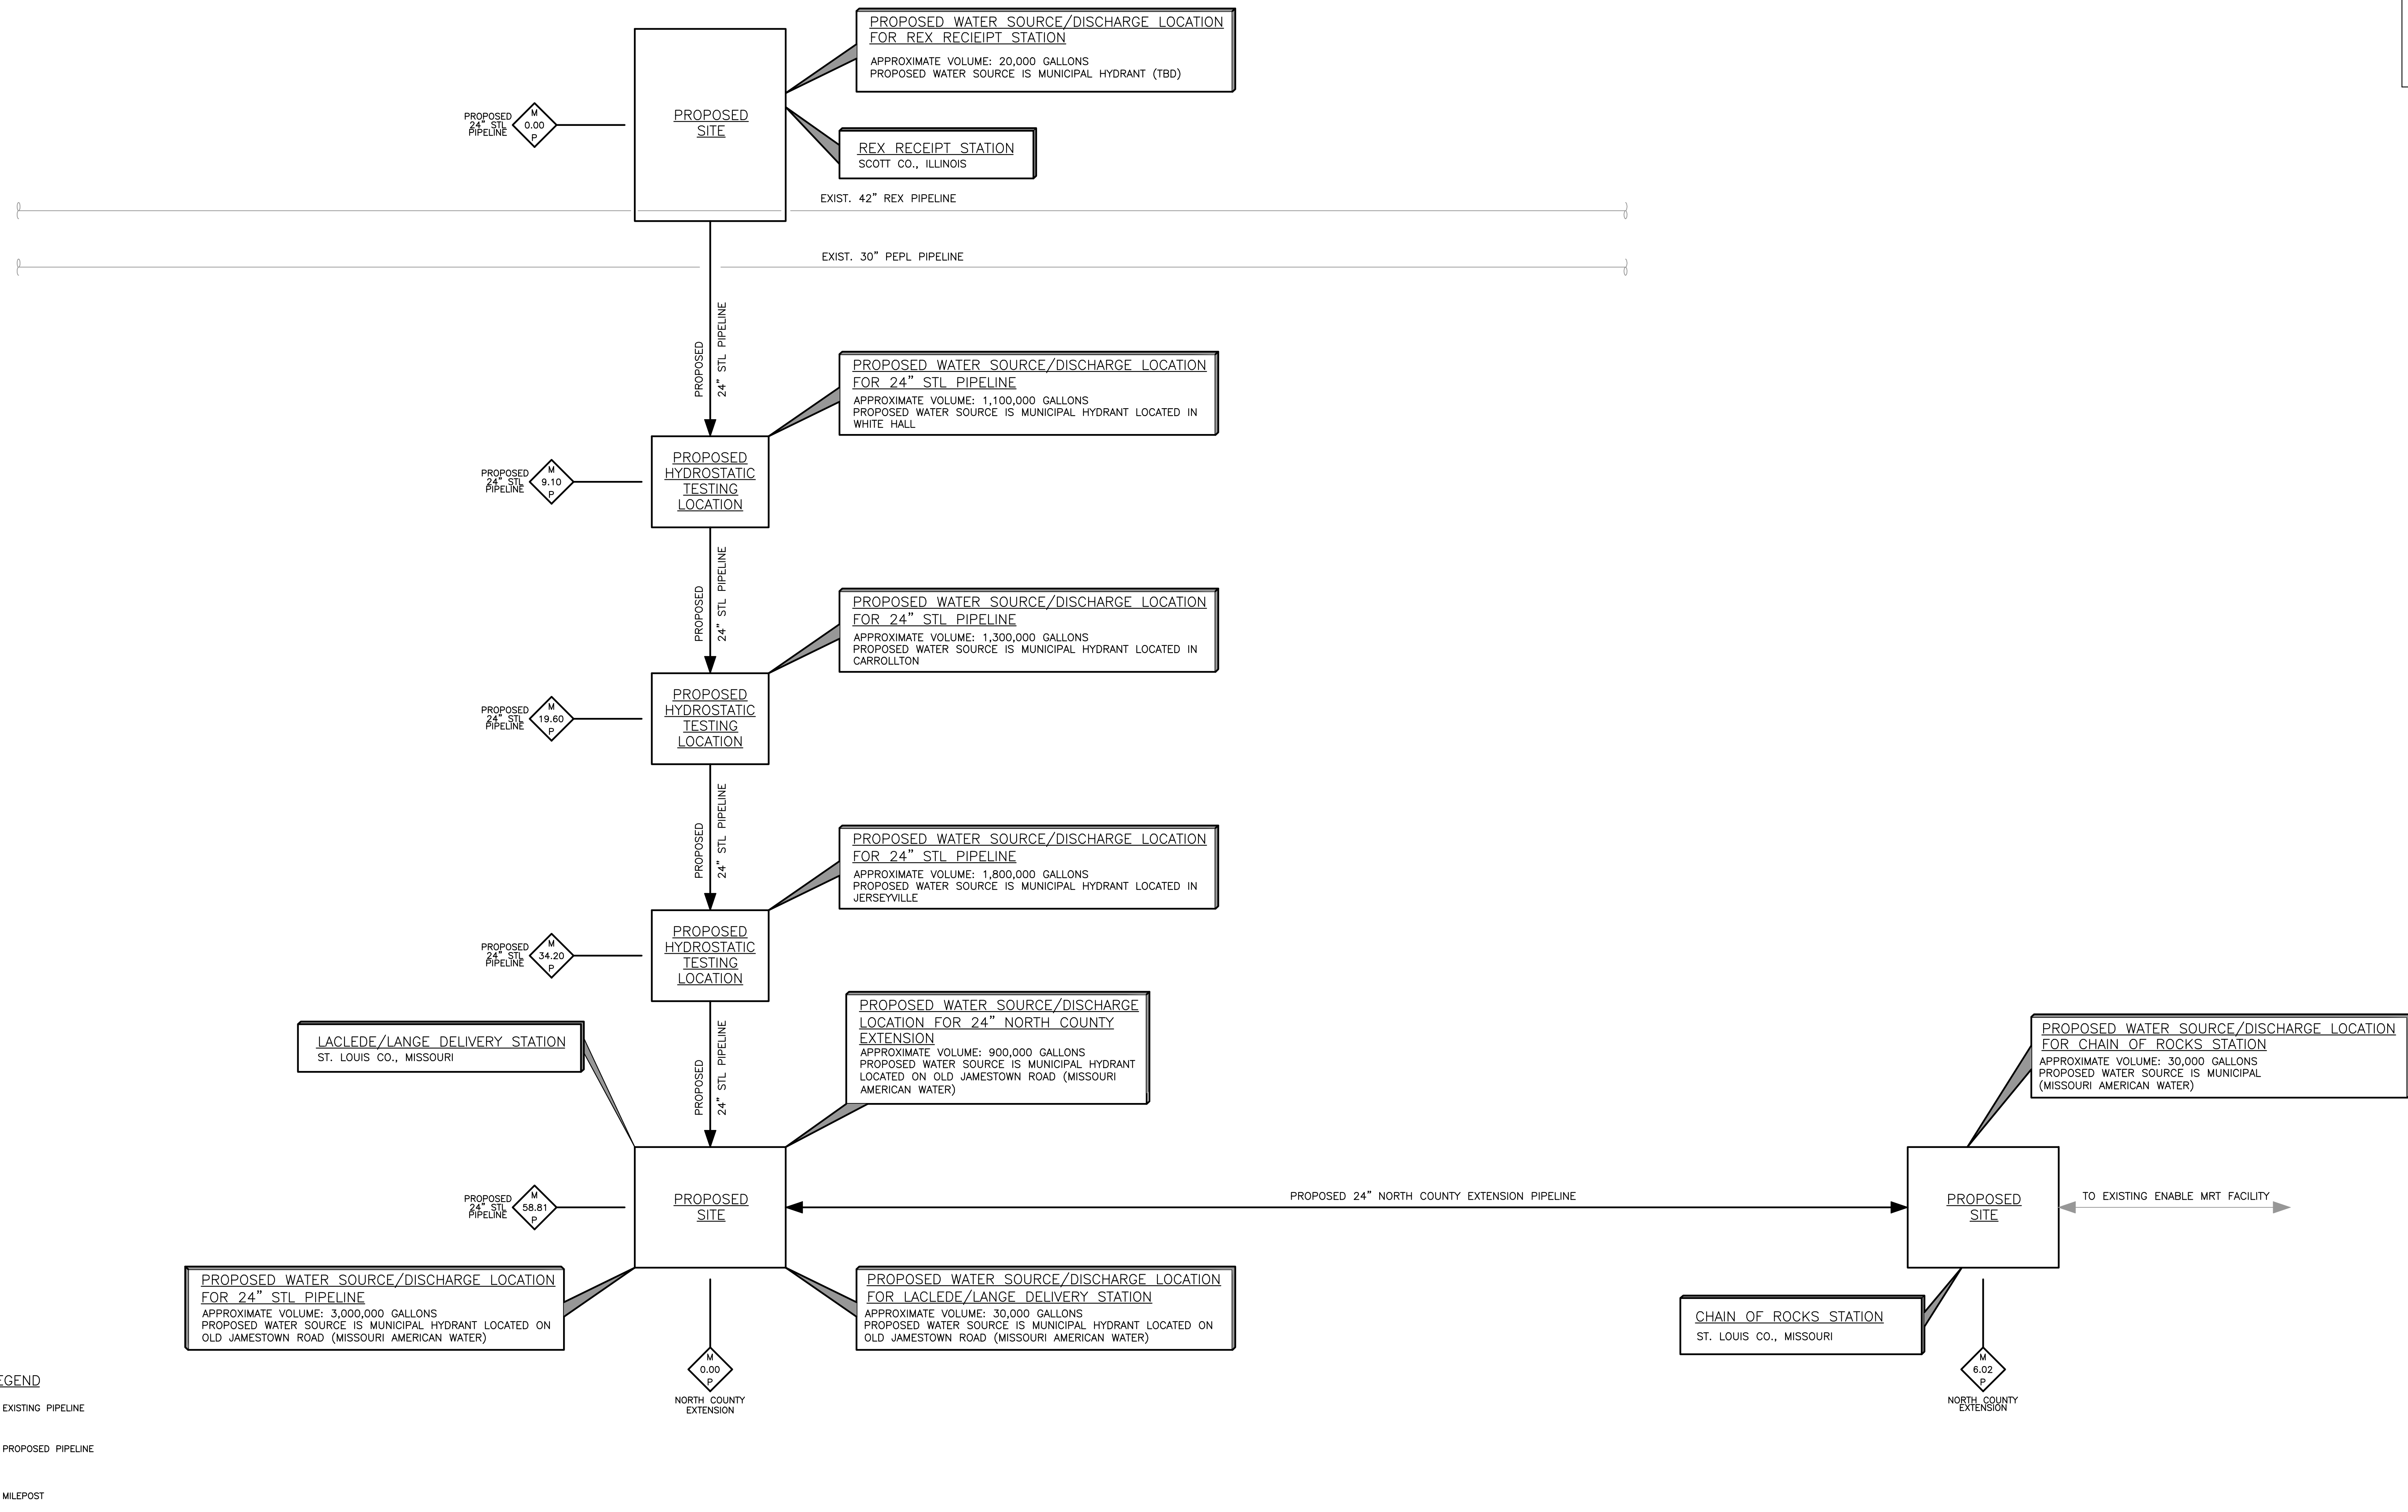 PROPOSED WATER SOURCE/DISCHARGE LOCATION
FOR REX RECIEIPT STATION
APPROXIMATE VOLUME: 20,000 GALLONS
PROPOSED WATER SOURCE IS MUNICIPAL HYDRANT (TBD)
PROPOSED
24" STL
PIPELINE
M
0.00
P
PROPOSED
SITE
REX RECEIPT STATION
SCOTT CO., ILLINOIS
EXIST. 42" REX PIPELINE
EXIST. 30" PEPL PIPELINE
PROPOSED
24" STL PIPELINE
PROPOSED WATER SOURCE/DISCHARGE LOCATION
FOR 24" STL PIPELINE
APPROXIMATE VOLUME: 1,100,000 GALLONS
PROPOSED WATER SOURCE IS MUNICIPAL HYDRANT LOCATED IN
WHITE HALL
PROPOSED
24" STL
PIPELINE
M
9.10
P
PROPOSED
HYDROSTATIC
TESTING
LOCATION
PROPOSED
24" STL PIPELINE
PROPOSED WATER SOURCE/DISCHARGE LOCATION
FOR 24" STL PIPELINE
APPROXIMATE VOLUME: 1,300,000 GALLONS
PROPOSED WATER SOURCE IS MUNICIPAL HYDRANT LOCATED IN
CARROLLTON
PROPOSED
24" STL
PIPELINE
M
19.60
P
PROPOSED
HYDROSTATIC
TESTING
LOCATION
PROPOSED
24" STL PIPELINE
PROPOSED WATER SOURCE/DISCHARGE LOCATION
FOR 24" STL PIPELINE
APPROXIMATE VOLUME: 1,800,000 GALLONS
PROPOSED WATER SOURCE IS MUNICIPAL HYDRANT LOCATED IN
JERSEYVILLE
PROPOSED
24" STL
PIPELINE
M
34.20
P
PROPOSED
HYDROSTATIC
TESTING
LOCATION
PROPOSED
24" STL PIPELINE
LACLEDE/LANGE DELIVERY STATION
ST. LOUIS CO., MISSOURI
PROPOSED WATER SOURCE/DISCHARGE
LOCATION FOR 24" NORTH COUNTY
EXTENSION
APPROXIMATE VOLUME: 900,000 GALLONS
PROPOSED WATER SOURCE IS MUNICIPAL HYDRANT
LOCATED ON OLD JAMESTOWN ROAD (MISSOURI
AMERICAN WATER)
PROPOSED WATER SOURCE/DISCHARGE LOCATION
FOR CHAIN OF ROCKS STATION
APPROXIMATE VOLUME: 30,000 GALLONS
PROPOSED WATER SOURCE IS MUNICIPAL
(MISSOURI AMERICAN WATER)
PROPOSED
24" STL
PIPELINE
M
58.81
P
PROPOSED
SITE
PROPOSED 24" NORTH COUNTY EXTENSION PIPELINE
PROPOSED
SITE
TO EXISTING ENABLE MRT FACILITY
PROPOSED WATER SOURCE/DISCHARGE LOCATION
FOR 24" STL PIPELINE
APPROXIMATE VOLUME: 3,000,000 GALLONS
PROPOSED WATER SOURCE IS MUNICIPAL HYDRANT LOCATED ON
OLD JAMESTOWN ROAD (MISSOURI AMERICAN WATER)
PROPOSED WATER SOURCE/DISCHARGE LOCATION
FOR LACLEDE/LANGE DELIVERY STATION
APPROXIMATE VOLUME: 30,000 GALLONS
PROPOSED WATER SOURCE IS MUNICIPAL HYDRANT LOCATED ON
OLD JAMESTOWN ROAD (MISSOURI AMERICAN WATER)
CHAIN OF ROCKS STATION
ST. LOUIS CO., MISSOURI
M
0.00
P
NORTH COUNTY
EXTENSION
M
6.02
P
NORTH COUNTY
EXTENSION
EGEND
EXISTING PIPELINE
PROPOSED PIPELINE
MILEPOST